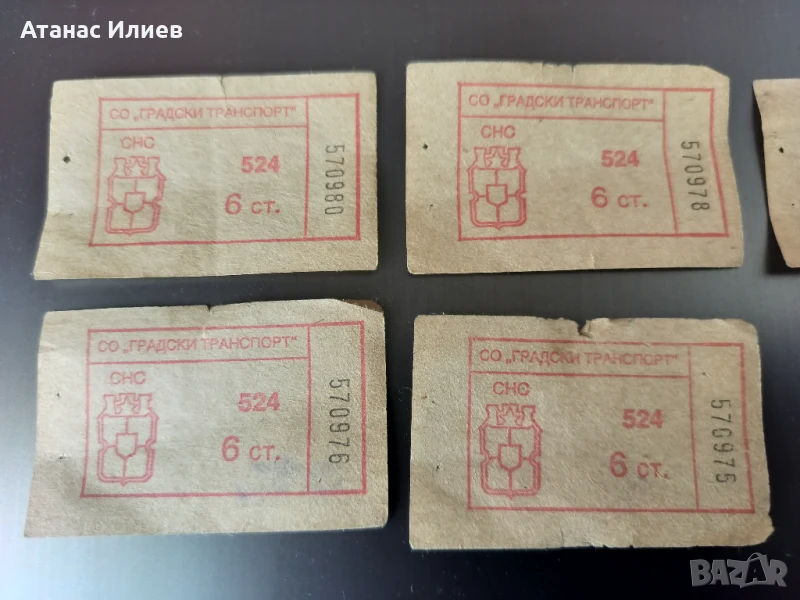 Атанас Илиев
СО „ГРАДСКИ ТРАНСПОРТ“
СНС
524
6 ст.
570980
СО „ГРАДСКИ ТРАНСПОРТ“
СНС
524
6 ст.
570978
СО „ГРАДСКИ ТРАНСПОРТ“
СНС
524
6 ст.
570976
СО „ГРАДСКИ ТРАНСПОРТ“
СНС
524
6 ст.
570975
BAZAR